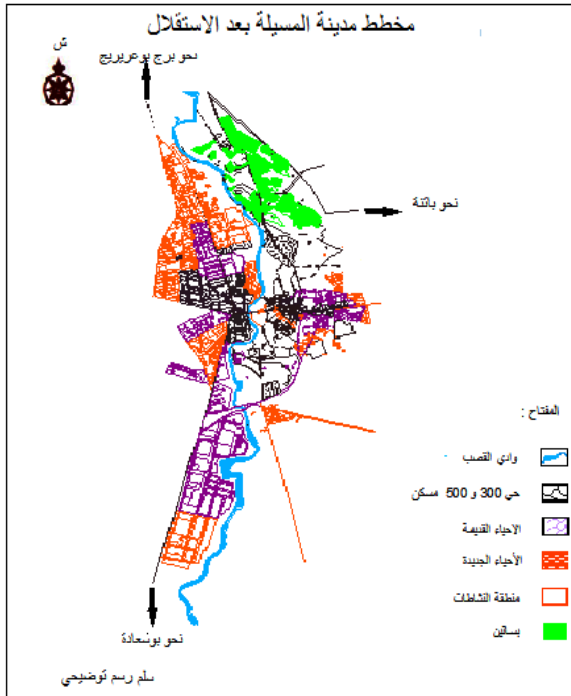 مخطط مدينة المسيلة بعد الاستقلال
ش
نحو برج بوعريريج
نحو باتنة
المفتاح :
وادي القصب
حي 300 و 500 مسكن
الاحياء القديمة
الأحياء الجديدة
منطقة النشاطات
بساتين
نحو بوسعادة
سلم رسم توضيحي